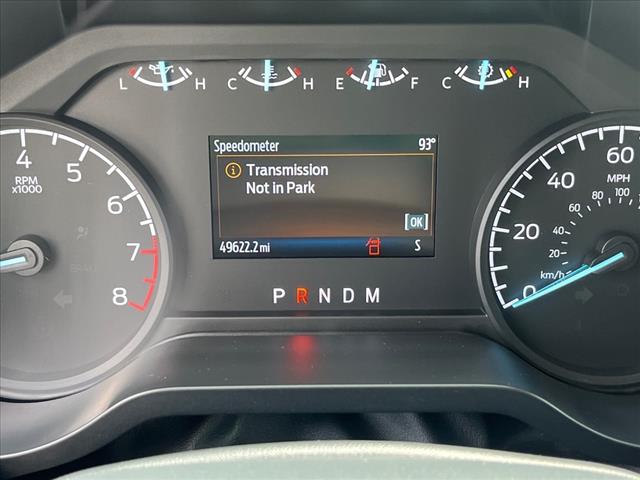 L H C H E F C H
Speedometer 93°
Transmission
Not in Park
OK
49622.2 mi S
P R N D M
4 5 6 7 8
RPM
x1000
0 20 40 60
MPH
20 40 60 80 100
km/h